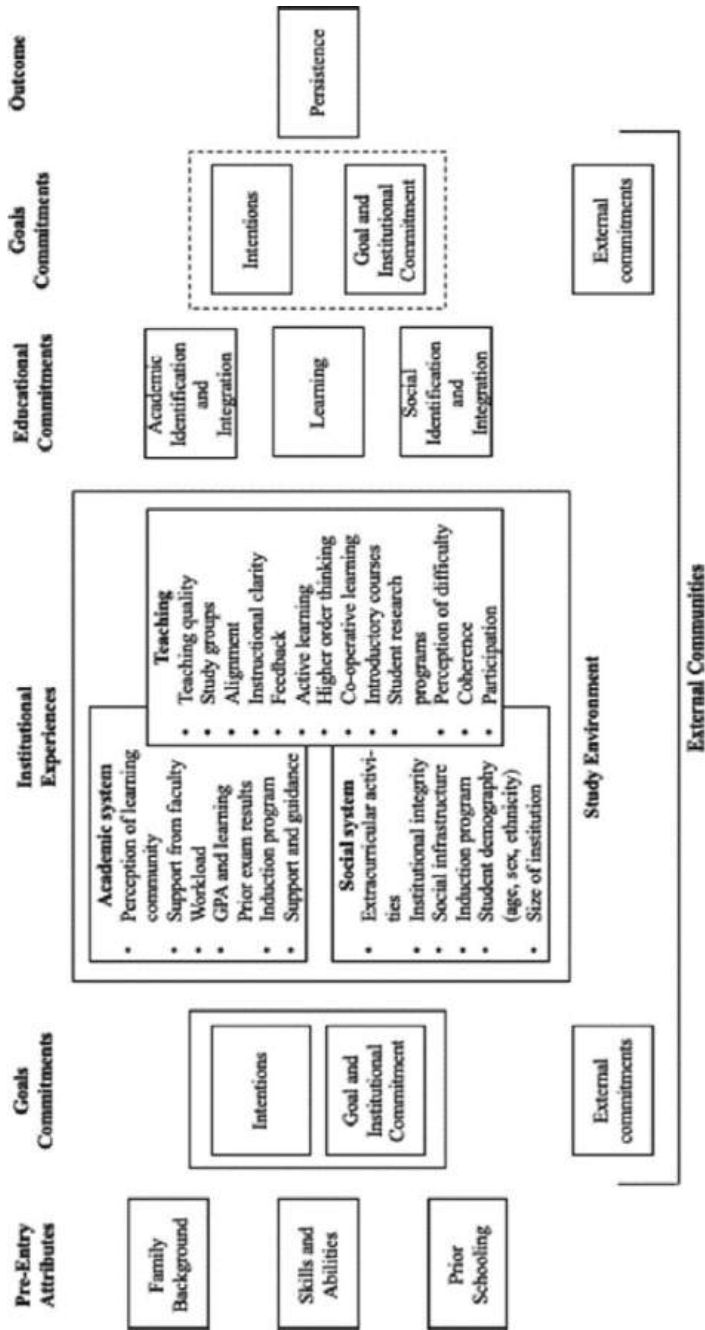 Pre-Entry
Attributes
Family
Background
Skills and
Abilities
Prior
Schooling
Goals
Commitments
Intentions
Goal and
Institutional
Commitment
External
commitments
Institutional
Experiences
Academic system
• Perception of learning
community
• Support from faculty
• Workload
• GPA and learning
Prior exam results
• Induction program
• Support and guidance
Social system
• Extracurricular activi-
ties
• Institutional integrity
• Social infrastructure
• Induction program
• Student demography
(age, sex, ethnicity)
• Size of institution
Teaching
• Teaching quality
• Study groups
• Alignment
• Instructional clarity
• Feedback
• Active learning
• Higher order thinking
• Co-operative learning
• Introductory courses
• Student research
programs
• Perception of difficulty
• Coherence
• Participation
Study Environment
Educational
Commitments
Academic
Identification
and
Integration
Learning
Social
Identification
and
Integration
Goals
Commitments
Intentions
Goal and
Institutional
Commitment
External
commitments
Outcome
Persistence
External Communities